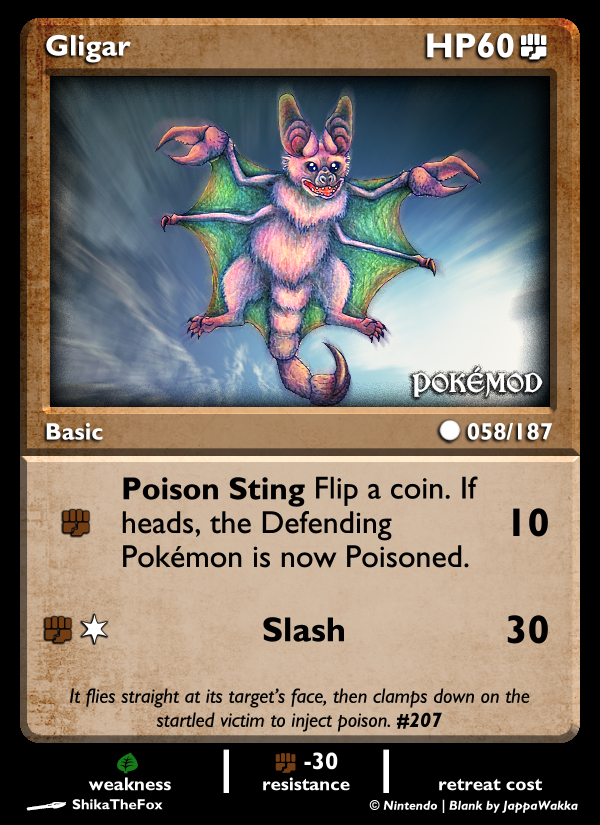 Gligar HP60
POKÉMOD
Basic 058/187
Poison Sting Flip a coin. If
heads, the Defending
Pokémon is now Poisoned.
10
Slash 30
It flies straight at its target's face, then clamps down on the
startled victim to inject poison. #207
-30
weakness resistance retreat cost
ShikaTheFox © Nintendo | Blank by JappaWakka